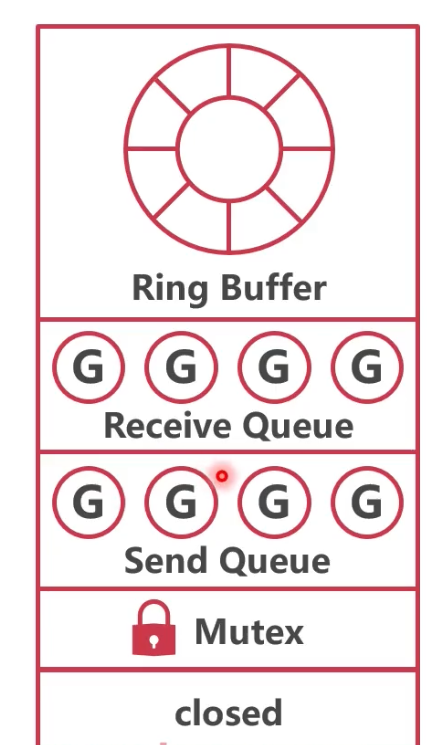 Ring Buffer
G G G G
Receive Queue
G G G G
Send Queue
Mutex
closed